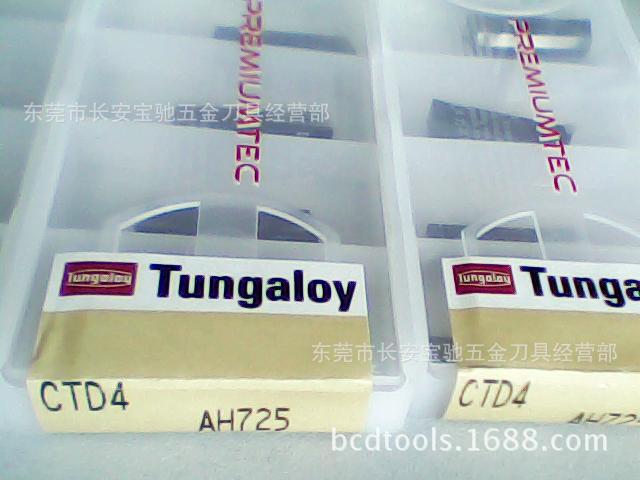 PREMIUMTEC
PREMIUMTEC
东莞市长安宝驰五金刀具经营部
Tungaloy Tungaloy
Tungaloy Tunga
东莞市长安宝驰五金刀具经营部
CTD4
AH725
CTD4
AH725
bcdtools.1688.com